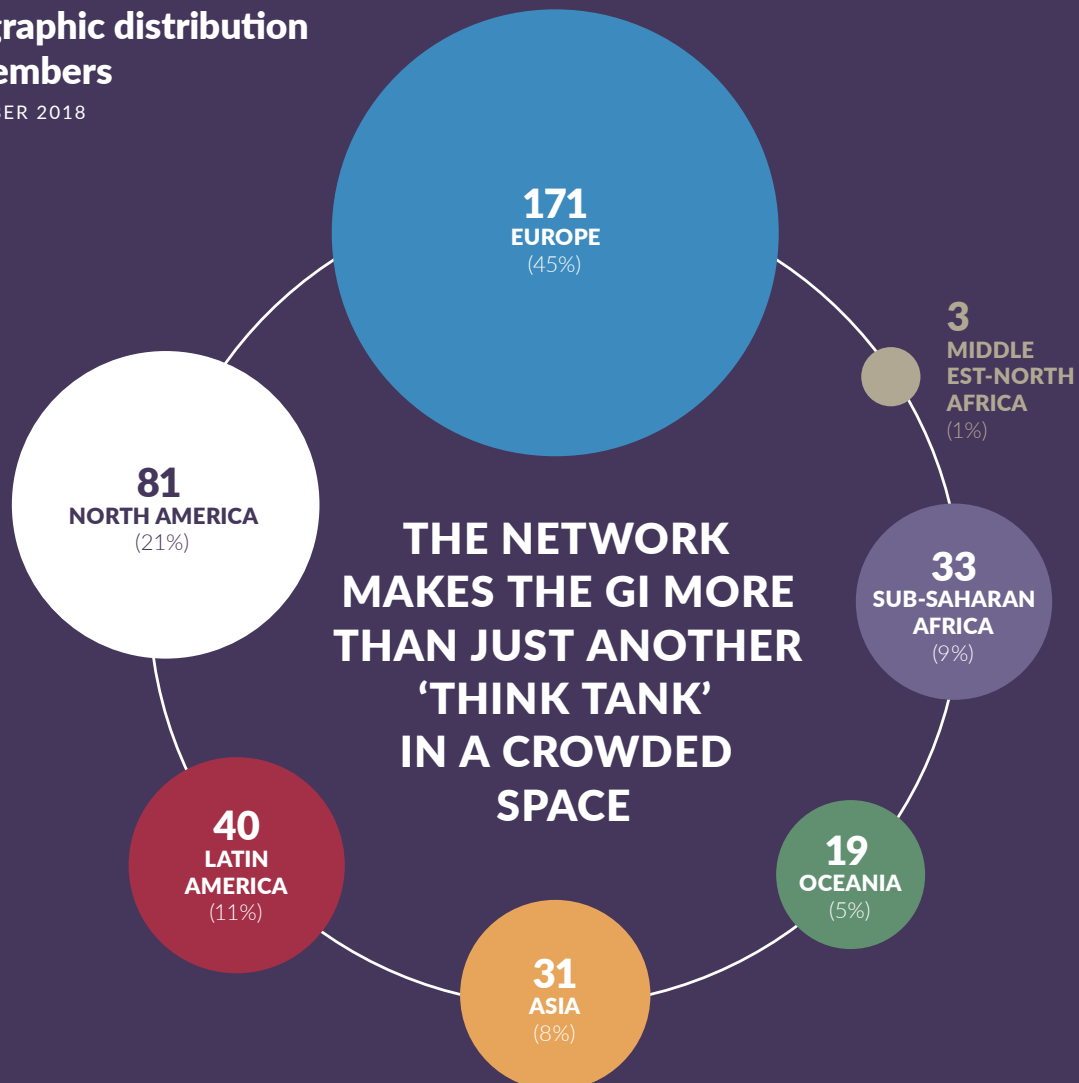 graphic distribution
embers
BER 2018
171
EUROPE
(45%)
3
MIDDLE
EST-NORTH
AFRICA
(1%)
81
NORTH AMERICA
(21%)
THE NETWORK
MAKES THE GI MORE
THAN JUST ANOTHER
‘THINK TANK’
IN A CROWDED
SPACE
33
SUB-SAHARAN
AFRICA
(9%)
40
LATIN
AMERICA
(11%)
19
OCEANIA
(5%)
31
ASIA
(8%)